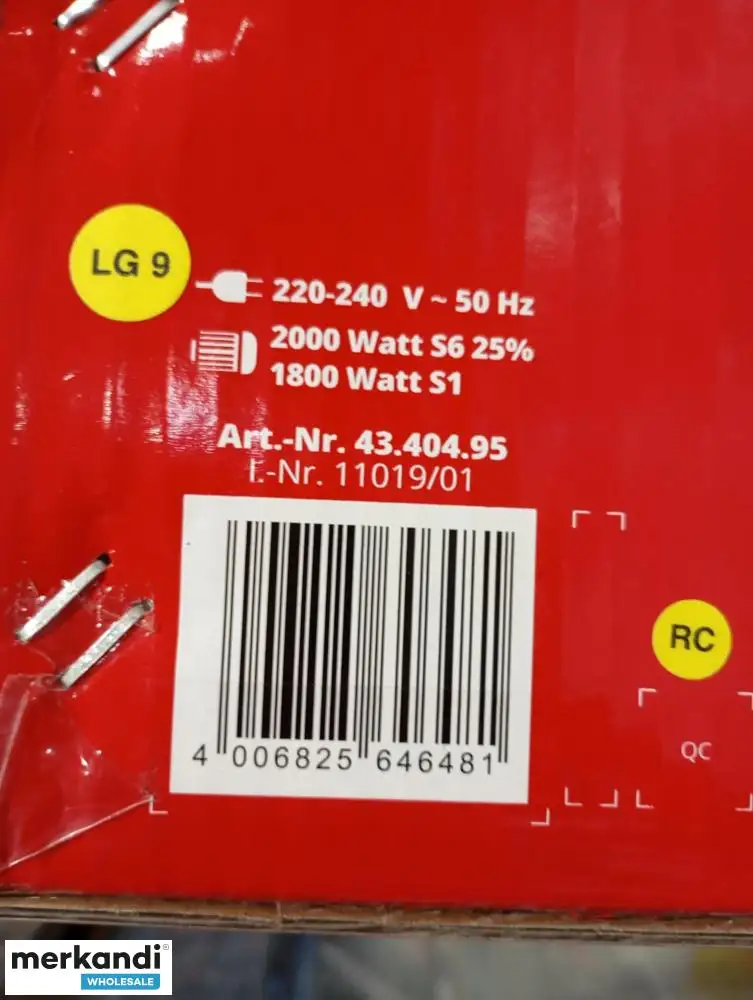 LG 9
220-240 V ~ 50 Hz
2000 Watt S6 25%
1800 Watt S1
Art.-Nr. 43.404.95
I.-Nr. 11019/01
4 006825 646481
RC
QC
merkandi®
WHOLESALE